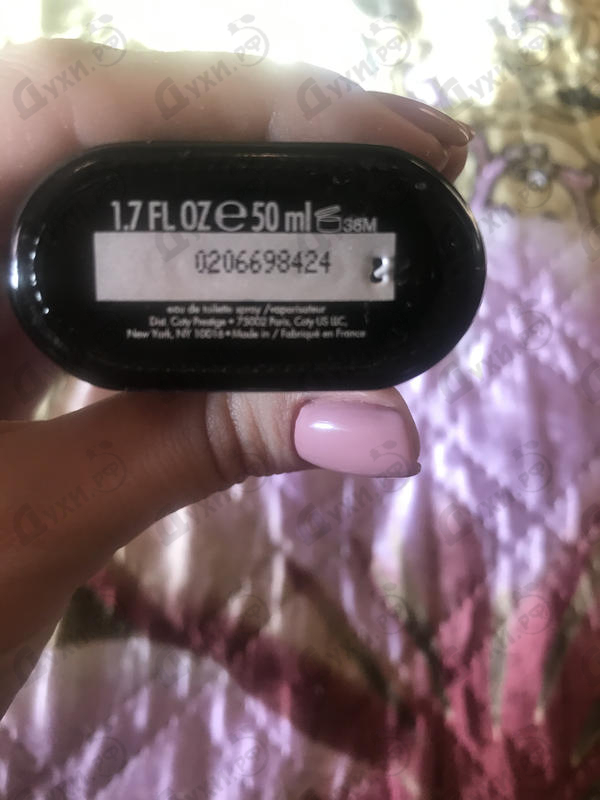 1.7 FL OZ e 50 ml 36M
0206698424
eau de toilette spray / vaporisateur
Dist. Coty Prestige • 75002 Paris, Coty US LLC,
New York, NY 10016 • Made in / Fabriqué en France
Духи.рф